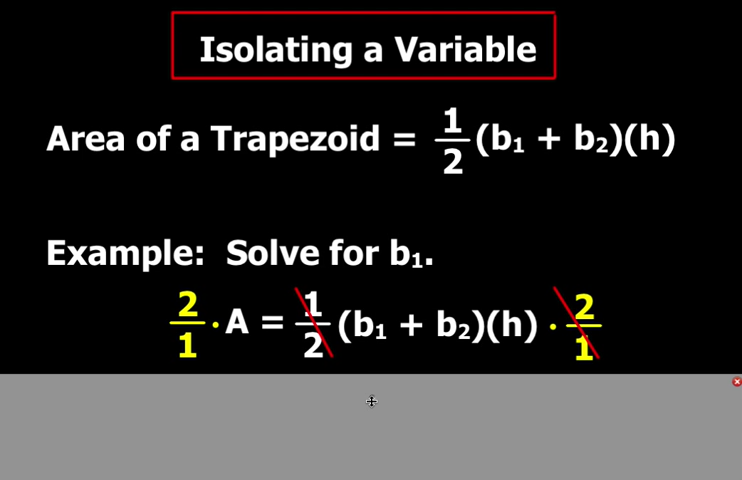 Isolating a Variable
Area of a Trapezoid = 1/2 (b₁ + b₂)(h)
Example: Solve for b₁.
2/1 · A = 1/2 (b₁ + b₂)(h) · 2/1